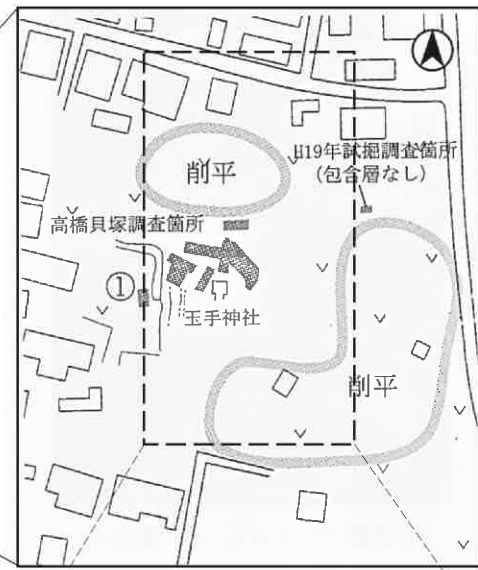 H19年試掘調査箇所
(包含層なし)
削平
高橋貝塚調査箇所
①
玉手神社
削平